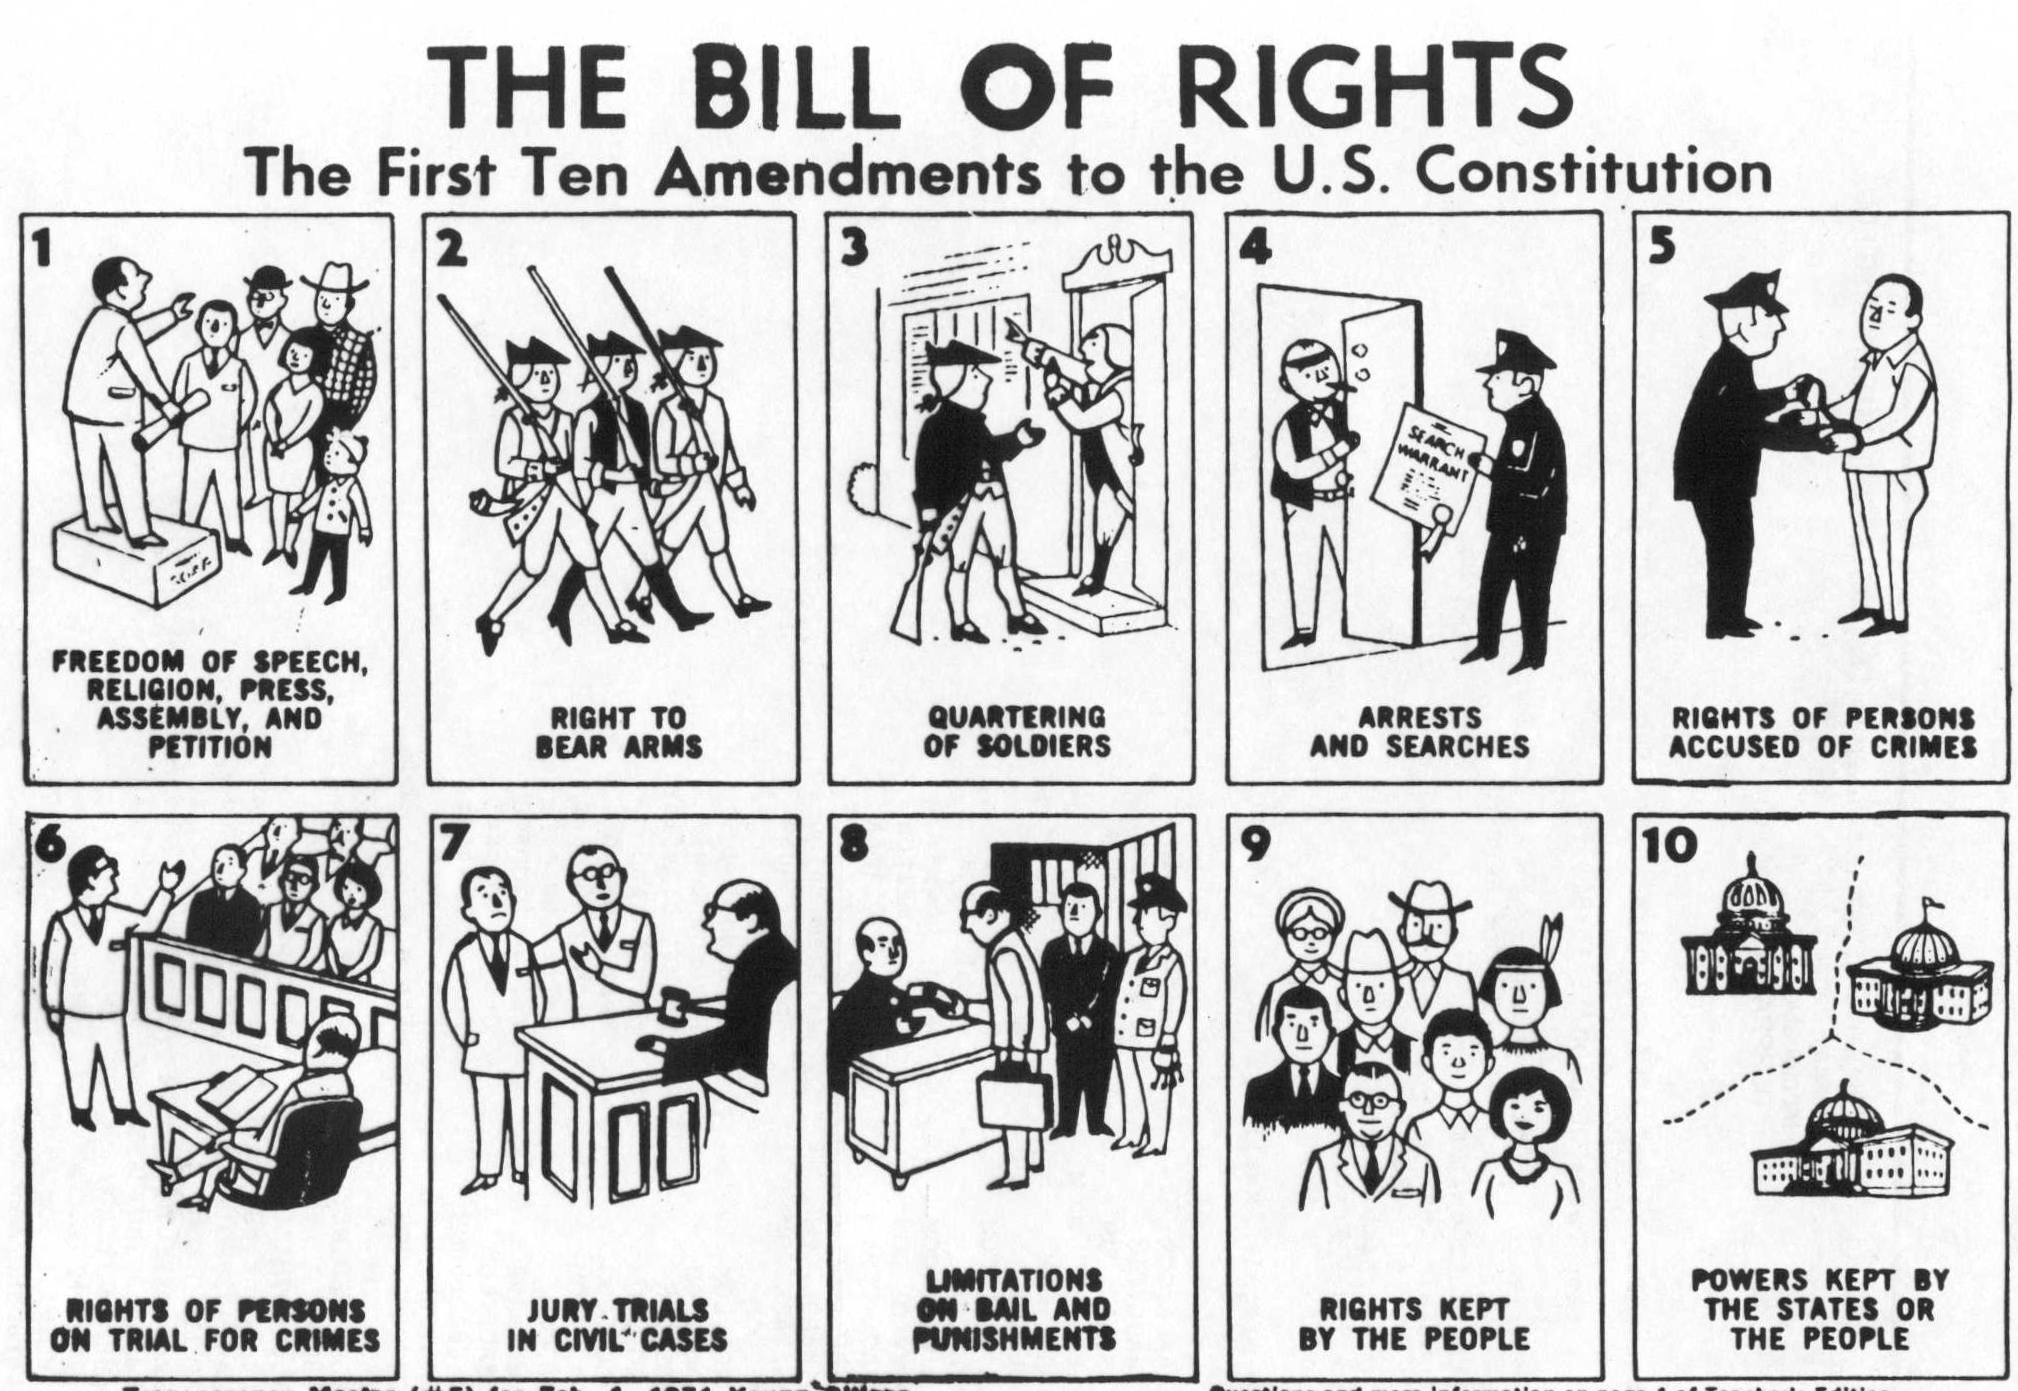 THE BILL OF RIGHTS
The First Ten Amendments to the U.S. Constitution
1
FREEDOM OF SPEECH,
RELIGION, PRESS,
ASSEMBLY, AND
PETITION
2
RIGHT TO
BEAR ARMS
3
QUARTERING
OF SOLDIERS
4
SEARCH
WARRANT
ARRESTS
AND SEARCHES
5
RIGHTS OF PERSONS
ACCUSED OF CRIMES
6
RIGHTS OF PERSONS
ON TRIAL FOR CRIMES
7
JURY TRIALS
IN CIVIL CASES
8
LIMITATIONS
ON BAIL AND
PUNISHMENTS
9
RIGHTS KEPT
BY THE PEOPLE
10
POWERS KEPT BY
THE STATES OR
THE PEOPLE